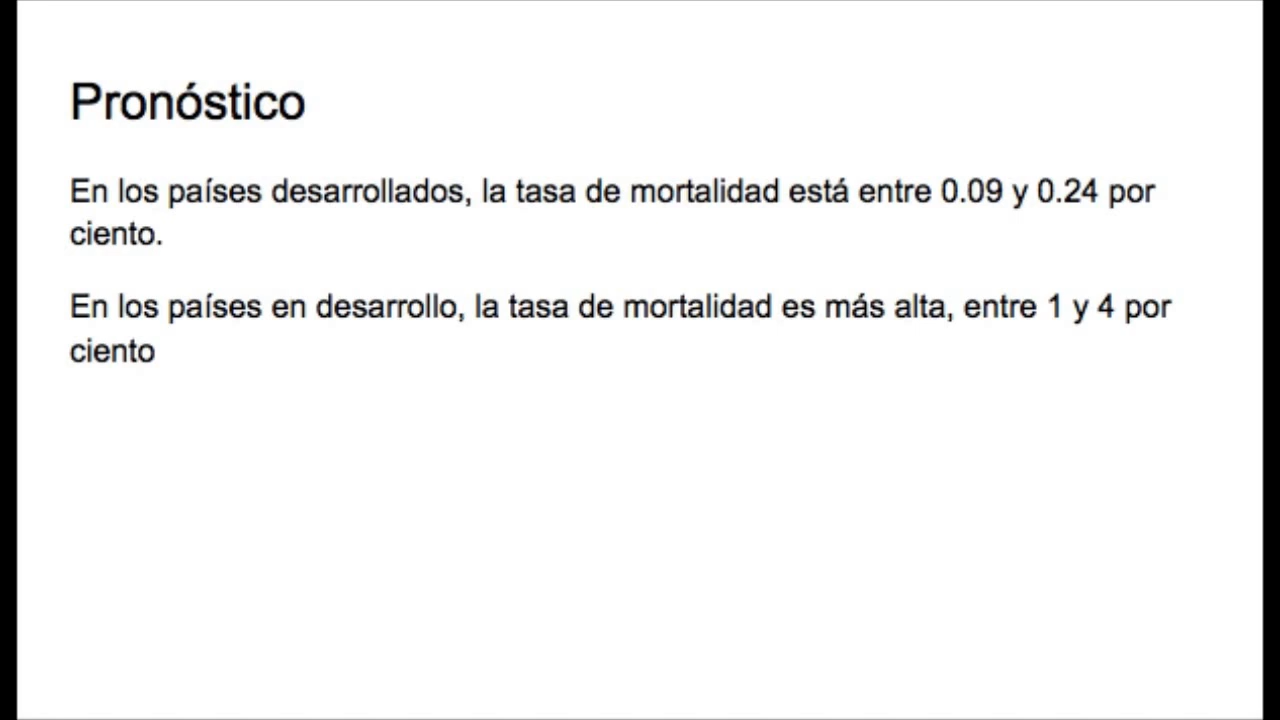 Pronóstico
En los países desarrollados, la tasa de mortalidad está entre 0.09 y 0.24 por
ciento.
En los países en desarrollo, la tasa de mortalidad es más alta, entre 1 y 4 por
ciento